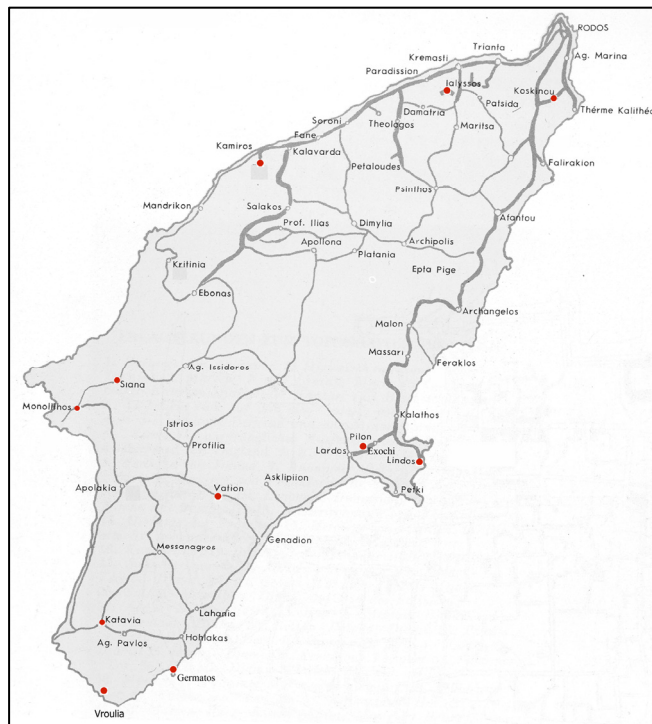 RODOS
Trianta
Kremasti
Ag. Marina
Paradission
Ialyssos
Koskinou
Patsida
Thérme Kalithéa
Damatria
Soroni
Theologos
Maritsa
Fane
Kamiros
Kalavarda
Petaloudes
Falirakion
Psinthos
Mandrikon
Salakos
Afantou
Prof. Ilias
Dimylia
Apollona
Archipolis
Platania
Kritinia
Epta Pige
Ebonas
Archangelos
Malon
Massari
Feraklos
Ag. Issidoros
Siana
Monolithos
Kalathos
Istrios
Pilon
Profilia
Exochi
Lardos
Lindos
Asklipiion
Apolakia
Vation
Pefki
Genadion
Messanagros
Lahania
Katavia
Ag. Pavlos
Hohlakas
Germatos
Vroulia